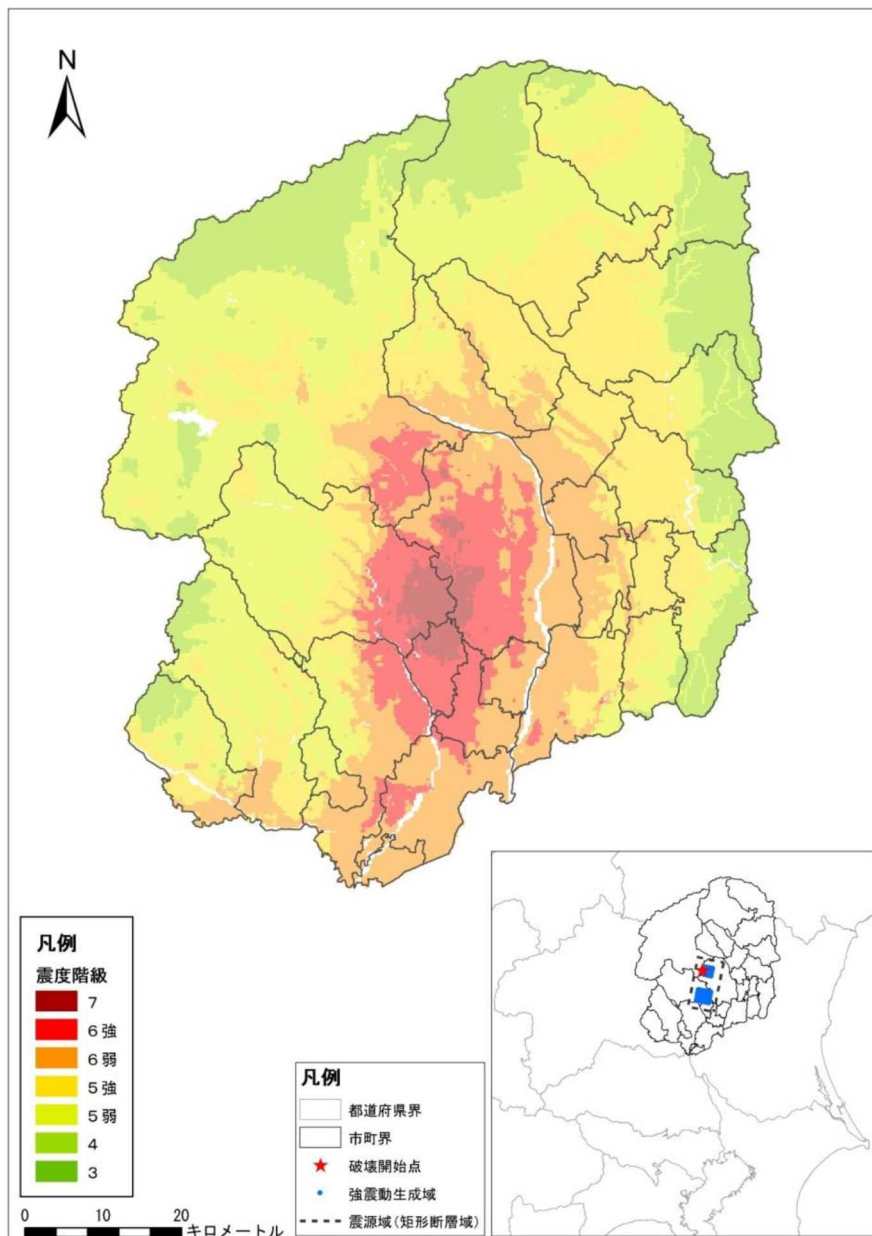 N
凡例
震度階級
7
6強
6弱
5強
5弱
4
3
0 10 20
キロメートル
凡例
都道府県界
市町界
破壊開始点
強震動生成域
震源域(矩形断層域)